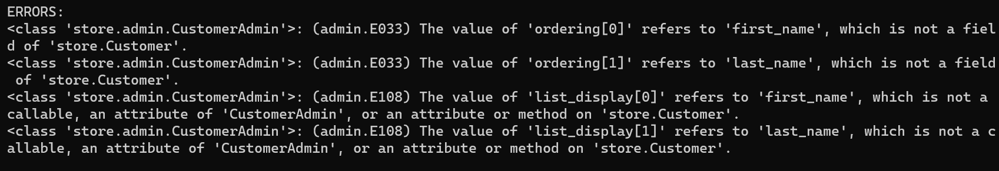 ERRORS:
<class 'store.admin.CustomerAdmin'>: (admin.E033) The value of 'ordering[0]' refers to 'first_name', which is not a fiel
d of 'store.Customer'.
<class 'store.admin.CustomerAdmin'>: (admin.E033) The value of 'ordering[1]' refers to 'last_name', which is not a field
 of 'store.Customer'.
<class 'store.admin.CustomerAdmin'>: (admin.E108) The value of 'list_display[0]' refers to 'first_name', which is not a
callable, an attribute of 'CustomerAdmin', or an attribute or method on 'store.Customer'.
<class 'store.admin.CustomerAdmin'>: (admin.E108) The value of 'list_display[1]' refers to 'last_name', which is not a c
allable, an attribute of 'CustomerAdmin', or an attribute or method on 'store.Customer'.